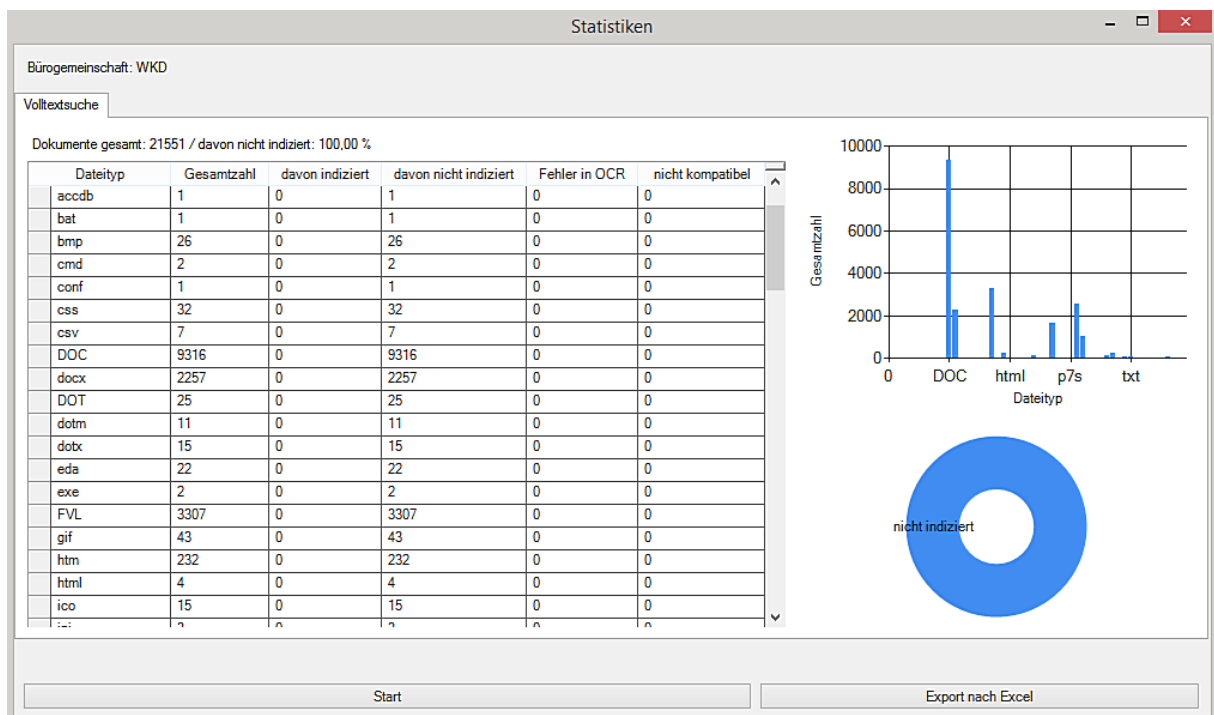 Statistiken
Bürogemeinschaft: WKD
Volltextsuche
Dokumente gesamt: 21551 / davon nicht indiziert: 100,00 %
Dateityp Gesamtzahl davon indiziert davon nicht indiziert Fehler in OCR nicht kompatibel
accdb 1 0 1 0 0
bat 1 0 1 0 0
bmp 26 0 26 0 0
cmd 2 0 2 0 0
conf 1 0 1 0 0
css 32 0 32 0 0
csv 7 0 7 0 0
DOC 9316 0 9316 0 0
docx 2257 0 2257 0 0
DOT 25 0 25 0 0
dotm 11 0 11 0 0
dotx 15 0 15 0 0
eda 22 0 22 0 0
exe 2 0 2 0 0
FVL 3307 0 3307 0 0
gif 43 0 43 0 0
htm 232 0 232 0 0
html 4 0 4 0 0
ico 15 0 15 0 0
10000
8000
6000
4000
2000
0
Gesamtzahl
0 DOC html p7s txt
Dateityp
nicht indiziert
Start
Export nach Excel